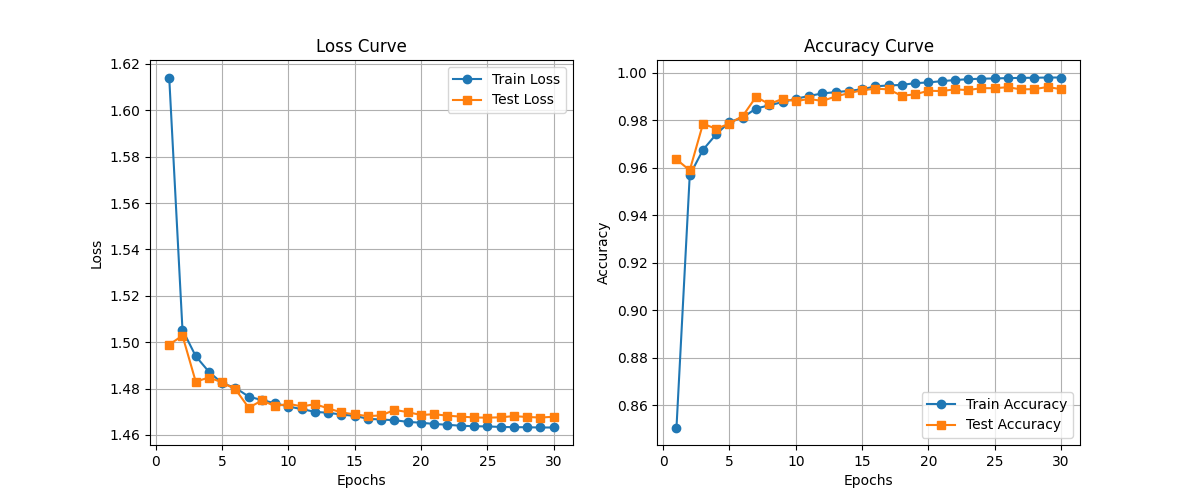 Loss Curve
Train Loss
Test Loss
1.62
1.60
1.58
1.56
1.54
1.52
1.50
1.48
1.46
Loss
0 5 10 15 20 25 30
Epochs
Accuracy Curve
1.00
0.98
0.96
0.94
0.92
0.90
0.88
0.86
Accuracy
Train Accuracy
Test Accuracy
0 5 10 15 20 25 30
Epochs